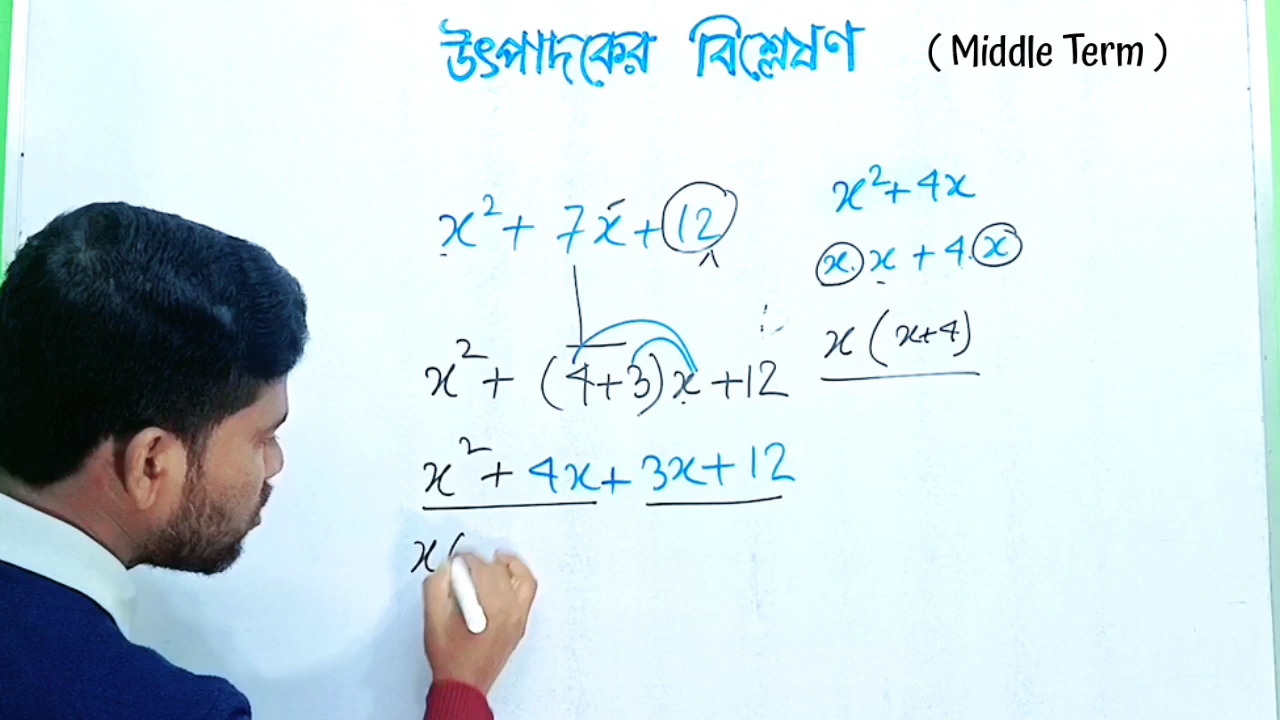 উৎপাদকের বিশ্লেষণ ( Middle Term )
x² + 7x + 12
x² + (4+3)x + 12
x² + 4x + 3x + 12
x(
x² + 4x
x. x + 4. x
x (x+4)